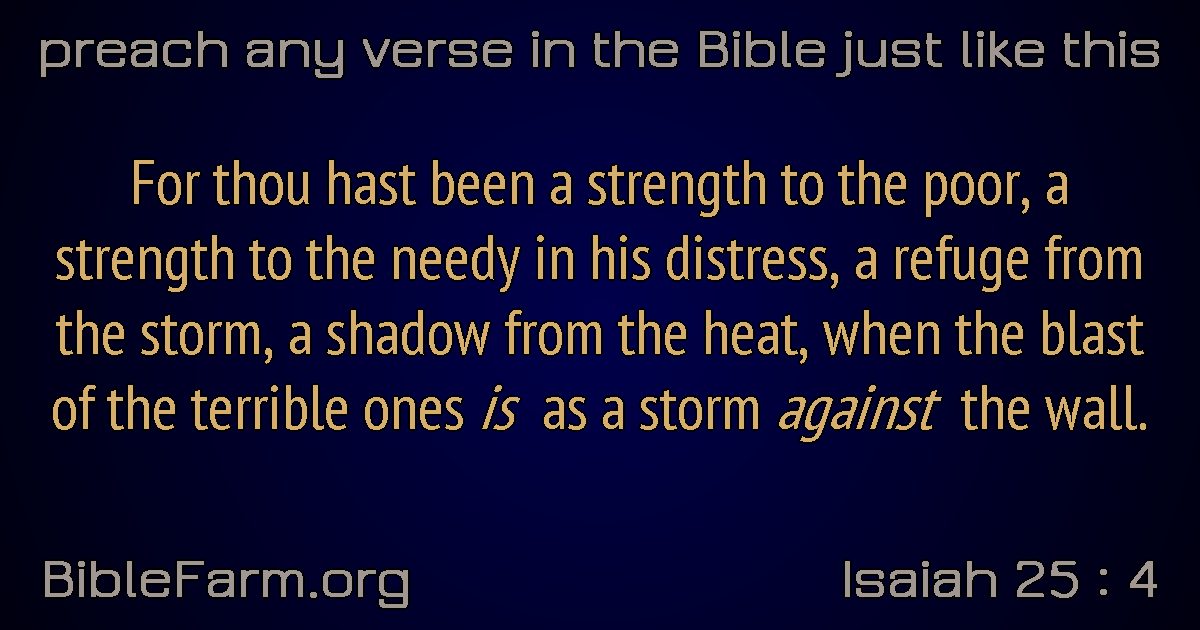 preach any verse in the Bible just like this
For thou hast been a strength to the poor, a
strength to the needy in his distress, a refuge from
the storm, a shadow from the heat, when the blast
of the terrible ones is as a storm against the wall.
BibleFarm.org
Isaiah 25 : 4